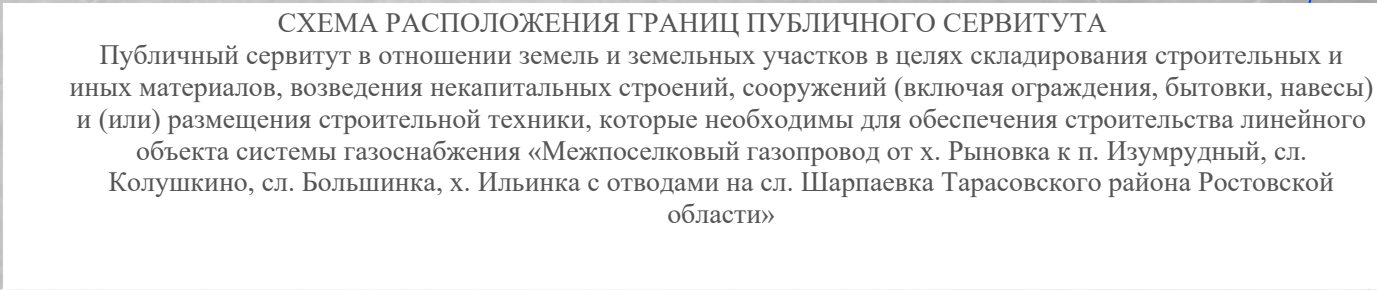 СХЕМА РАСПОЛОЖЕНИЯ ГРАНИЦ ПУБЛИЧНОГО СЕРВИТУТА
Публичный сервитут в отношении земель и земельных участков в целях складирования строительных и
иных материалов, возведения некапитальных строений, сооружений (включая ограждения, бытовки, навесы)
и (или) размещения строительной техники, которые необходимы для обеспечения строительства линейного
объекта системы газоснабжения «Межпоселковый газопровод от х. Рыновка к п. Изумрудный, сл.
Колушкино, сл. Большинка, х. Ильинка с отводами на сл. Шарпаевка Тарасовского района Ростовской
области»